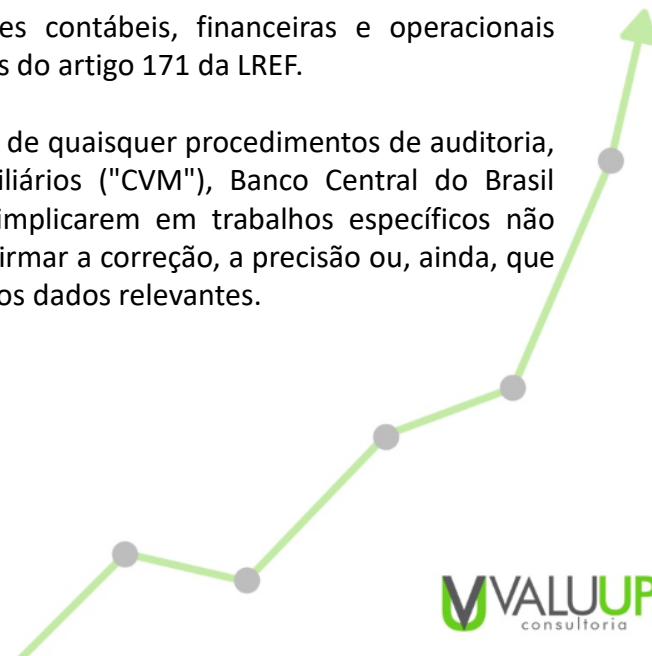 es contábeis, financeiras e operacionais
s do artigo 171 da LREF.
de quaisquer procedimentos de auditoria,
iliários ("CVM"), Banco Central do Brasil
implicarem em trabalhos específicos não
irmar a correção, a precisão ou, ainda, que
os dados relevantes.
VALUUP
consultoria